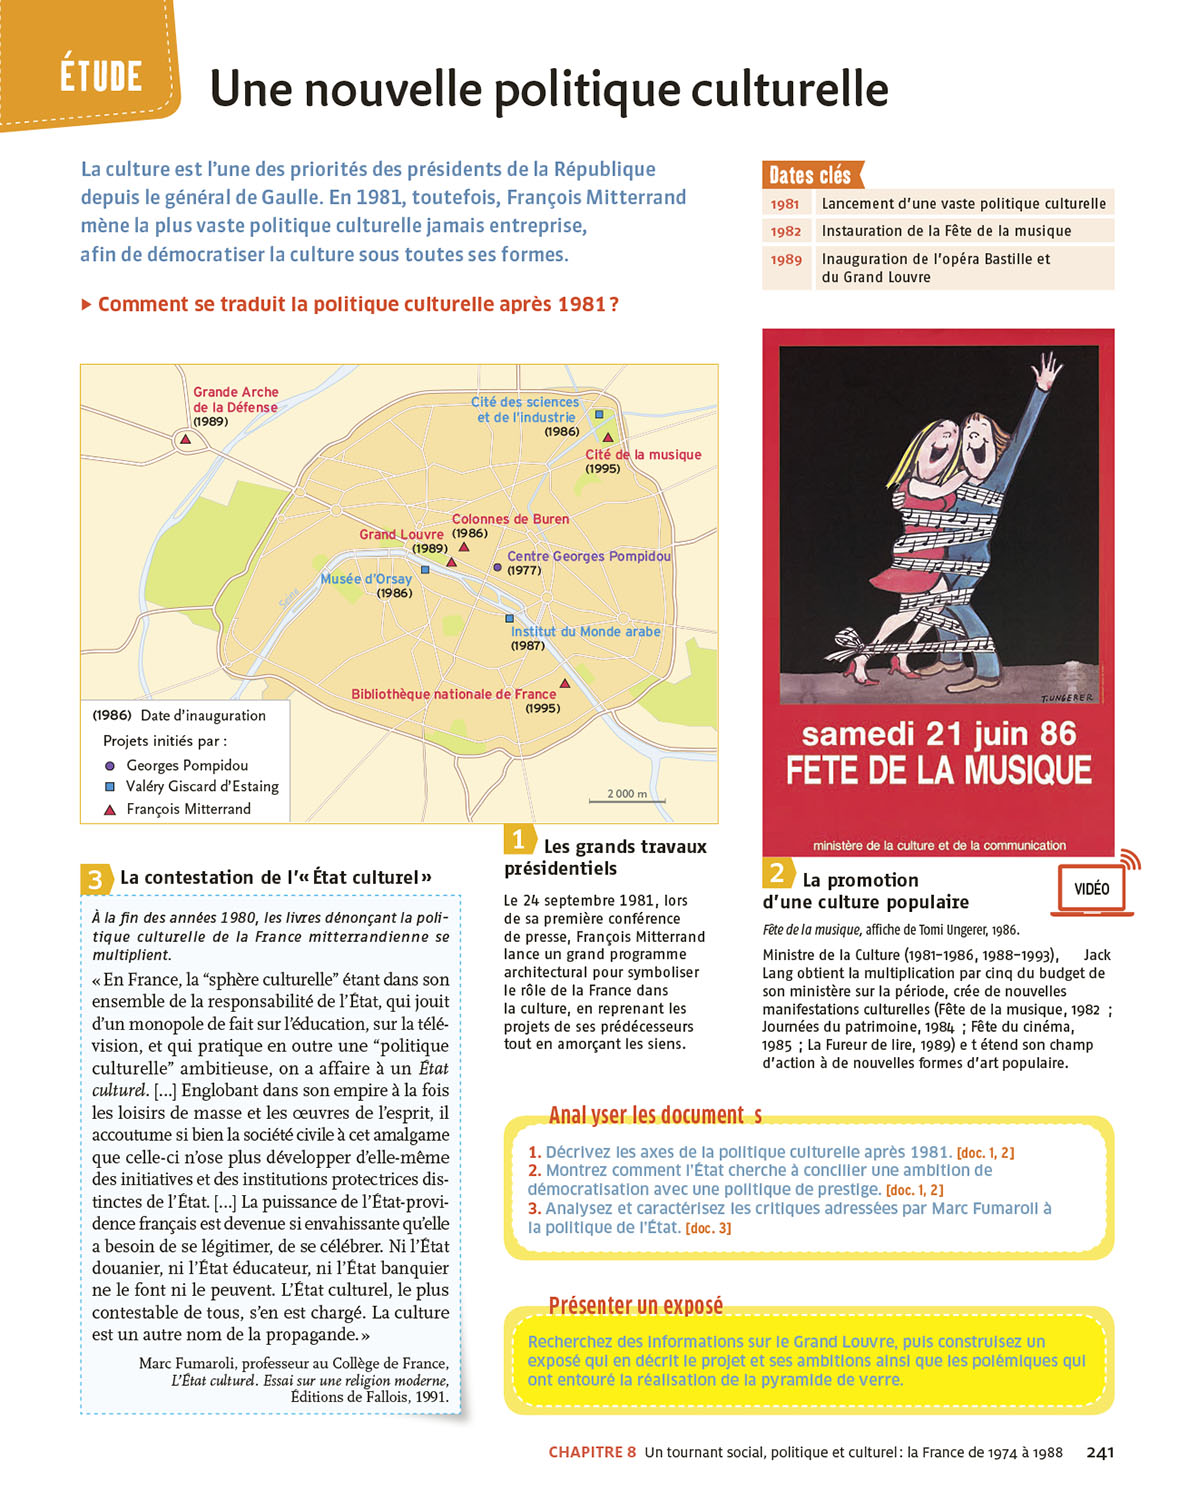 ÉTUDE
Une nouvelle politique culturelle
La culture est l'une des priorités des présidents de la République
depuis le général de Gaulle. En 1981, toutefois, François Mitterrand
mène la plus vaste politique culturelle jamais entreprise,
afin de démocratiser la culture sous toutes ses formes.
▶ Comment se traduit la politique culturelle après 1981 ?
Dates clés
1981 Lancement d'une vaste politique culturelle
1982 Instauration de la Fête de la musique
1989 Inauguration de l'opéra Bastille et
du Grand Louvre
Grande Arche
de la Défense
(1989)
Cité des sciences
et de l'industrie
(1986)
Cité de la musique
(1995)
Colonnes de Buren
(1986)
Grand Louvre
(1989)
Centre Georges Pompidou
(1977)
Musée d'Orsay
(1986)
Seine
Institut du Monde arabe
(1987)
Bibliothèque nationale de France
(1995)
(1986) Date d'inauguration
Projets initiés par :
Georges Pompidou
Valéry Giscard d'Estaing
François Mitterrand
2 000 m
1 Les grands travaux
présidentiels
Le 24 septembre 1981, lors
de sa première conférence
de presse, François Mitterrand
lance un grand programme
architectural pour symboliser
le rôle de la France dans
la culture, en reprenant les
projets de ses prédécesseurs
tout en amorçant les siens.
T. UNGERER
samedi 21 juin 86
FETE DE LA MUSIQUE
ministère de la culture et de la communication
2 La promotion
d'une culture populaire
VIDÉO
Fête de la musique, affiche de Tomi Ungerer, 1986.
Ministre de la Culture (1981-1986, 1988-1993), Jack
Lang obtient la multiplication par cinq du budget de
son ministère sur la période, crée de nouvelles
manifestations culturelles (Fête de la musique, 1982 ;
Journées du patrimoine, 1984 ; Fête du cinéma,
1985 ; La Fureur de lire, 1989) e t étend son champ
d'action à de nouvelles formes d'art populaire.
3 La contestation de l'« État culturel »
À la fin des années 1980, les livres dénonçant la poli-
tique culturelle de la France mitterrandienne se
multiplient.
« En France, la “sphère culturelle” étant dans son
ensemble de la responsabilité de l'État, qui jouit
d'un monopole de fait sur l'éducation, sur la télé-
vision, et qui pratique en outre une “politique
culturelle” ambitieuse, on a affaire à un État
culturel. [...] Englobant dans son empire à la fois
les loisirs de masse et les œuvres de l'esprit, il
accoutume si bien la société civile à cet amalgame
que celle-ci n'ose plus développer d'elle-même
des initiatives et des institutions protectrices dis-
tinctes de l'État. [...] La puissance de l'État-provi-
dence français est devenue si envahissante qu'elle
a besoin de se légitimer, de se célébrer. Ni l'État
douanier, ni l'État éducateur, ni l'État banquier
ne le font ni le peuvent. L'État culturel, le plus
contestable de tous, s'en est chargé. La culture
est un autre nom de la propagande. »
Marc Fumaroli, professeur au Collège de France,
L'État culturel. Essai sur une religion moderne,
Éditions de Fallois, 1991.
Anal yser les document s
1. Décrivez les axes de la politique culturelle après 1981. [doc. 1, 2]
2. Montrez comment l'État cherche à concilier une ambition de
démocratisation avec une politique de prestige. [doc. 1, 2]
3. Analysez et caractérisez les critiques adressées par Marc Fumaroli à
la politique de l'État. [doc. 3]
Présenter un exposé
Recherchez des informations sur le Grand Louvre, puis construisez un
exposé qui en décrit le projet et ses ambitions ainsi que les polémiques qui
ont entouré la réalisation de la pyramide de verre.
CHAPITRE 8 Un tournant social, politique et culturel : la France de 1974 à 1988 241